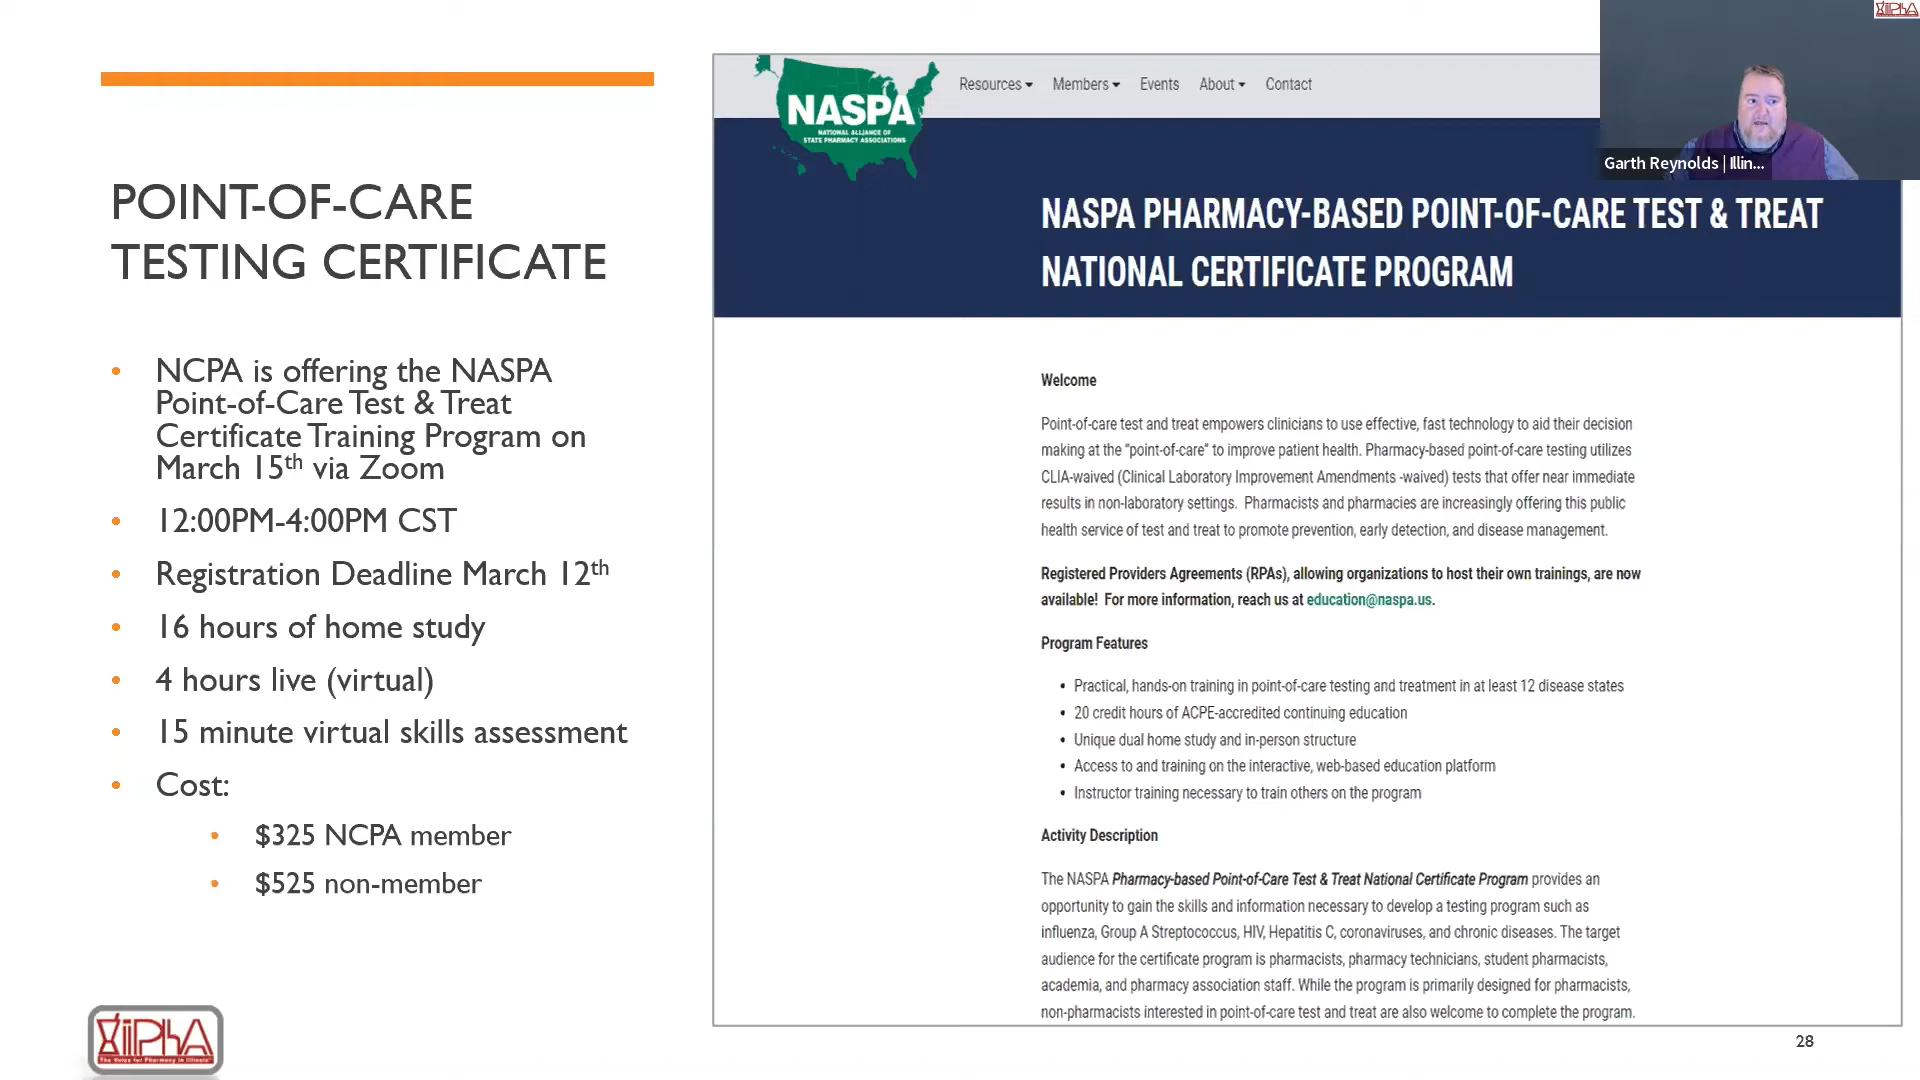 POINT-OF-CARE
TESTING CERTIFICATE
• NCPA is offering the NASPA
Point-of-Care Test & Treat
Certificate Training Program on
March 15th via Zoom
• 12:00PM-4:00PM CST
• Registration Deadline March 12th
• 16 hours of home study
• 4 hours live (virtual)
• 15 minute virtual skills assessment
• Cost:
• $325 NCPA member
• $525 non-member
IPhA
The Voice for Pharmacy in Illinois
NASPA
NATIONAL ALLIANCE OF
STATE PHARMACY ASSOCIATIONS
Resources Members Events About Contact
NASPA PHARMACY-BASED POINT-OF-CARE TEST & TREAT
NATIONAL CERTIFICATE PROGRAM
Welcome
Point-of-care test and treat empowers clinicians to use effective, fast technology to aid their decision
making at the “point-of-care” to improve patient health. Pharmacy-based point-of-care testing utilizes
CLIA-waived (Clinical Laboratory Improvement Amendments -waived) tests that offer near immediate
results in non-laboratory settings. Pharmacists and pharmacies are increasingly offering this public
health service of test and treat to promote prevention, early detection, and disease management.
Registered Providers Agreements (RPAs), allowing organizations to host their own trainings, are now
available! For more information, reach us at education@naspa.us.
Program Features
• Practical, hands-on training in point-of-care testing and treatment in at least 12 disease states
• 20 credit hours of ACPE-accredited continuing education
• Unique dual home study and in-person structure
• Access to and training on the interactive, web-based education platform
• Instructor training necessary to train others on the program
Activity Description
The NASPA Pharmacy-based Point-of-Care Test & Treat National Certificate Program provides an
opportunity to gain the skills and information necessary to develop a testing program such as
influenza, Group A Streptococcus, HIV, Hepatitis C, coronaviruses, and chronic diseases. The target
audience for the certificate program is pharmacists, pharmacy technicians, student pharmacists,
academia, and pharmacy association staff. While the program is primarily designed for pharmacists,
non-pharmacists interested in point-of-care test and treat are also welcome to complete the program.
28
IPhA
Garth Reynolds | Illin...